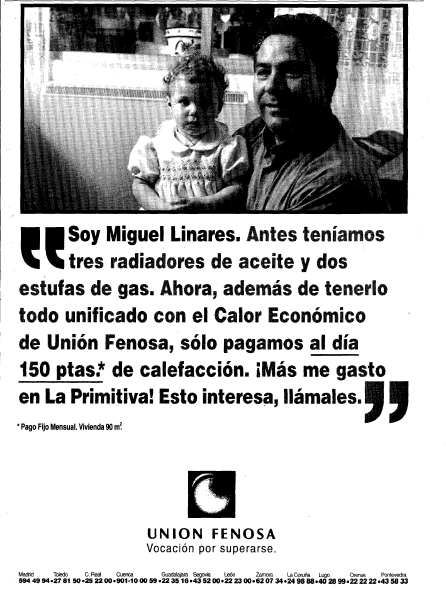 “Soy Miguel Linares. Antes teníamos
tres radiadores de aceite y dos
estufas de gas. Ahora, además de tenerlo
todo unificado con el Calor Económico
de Unión Fenosa, sólo pagamos al día
150 ptas.* de calefacción. ¡Más me gasto
en La Primitiva! Esto interesa, llámales.”
* Pago Fijo Mensual. Vivienda 90 m².
UNION FENOSA
Vocación por superarse.
Madrid Toledo C. Real Cuenca Guadalajara Segovia León Zamora La Coruña Lugo Orense Pontevedra
594 49 94•27 81 50•25 22 00•901-10 00 59•22 35 16•43 52 00•22 23 00•62 07 34•24 98 88•40 28 99•22 22 22•43 58 33